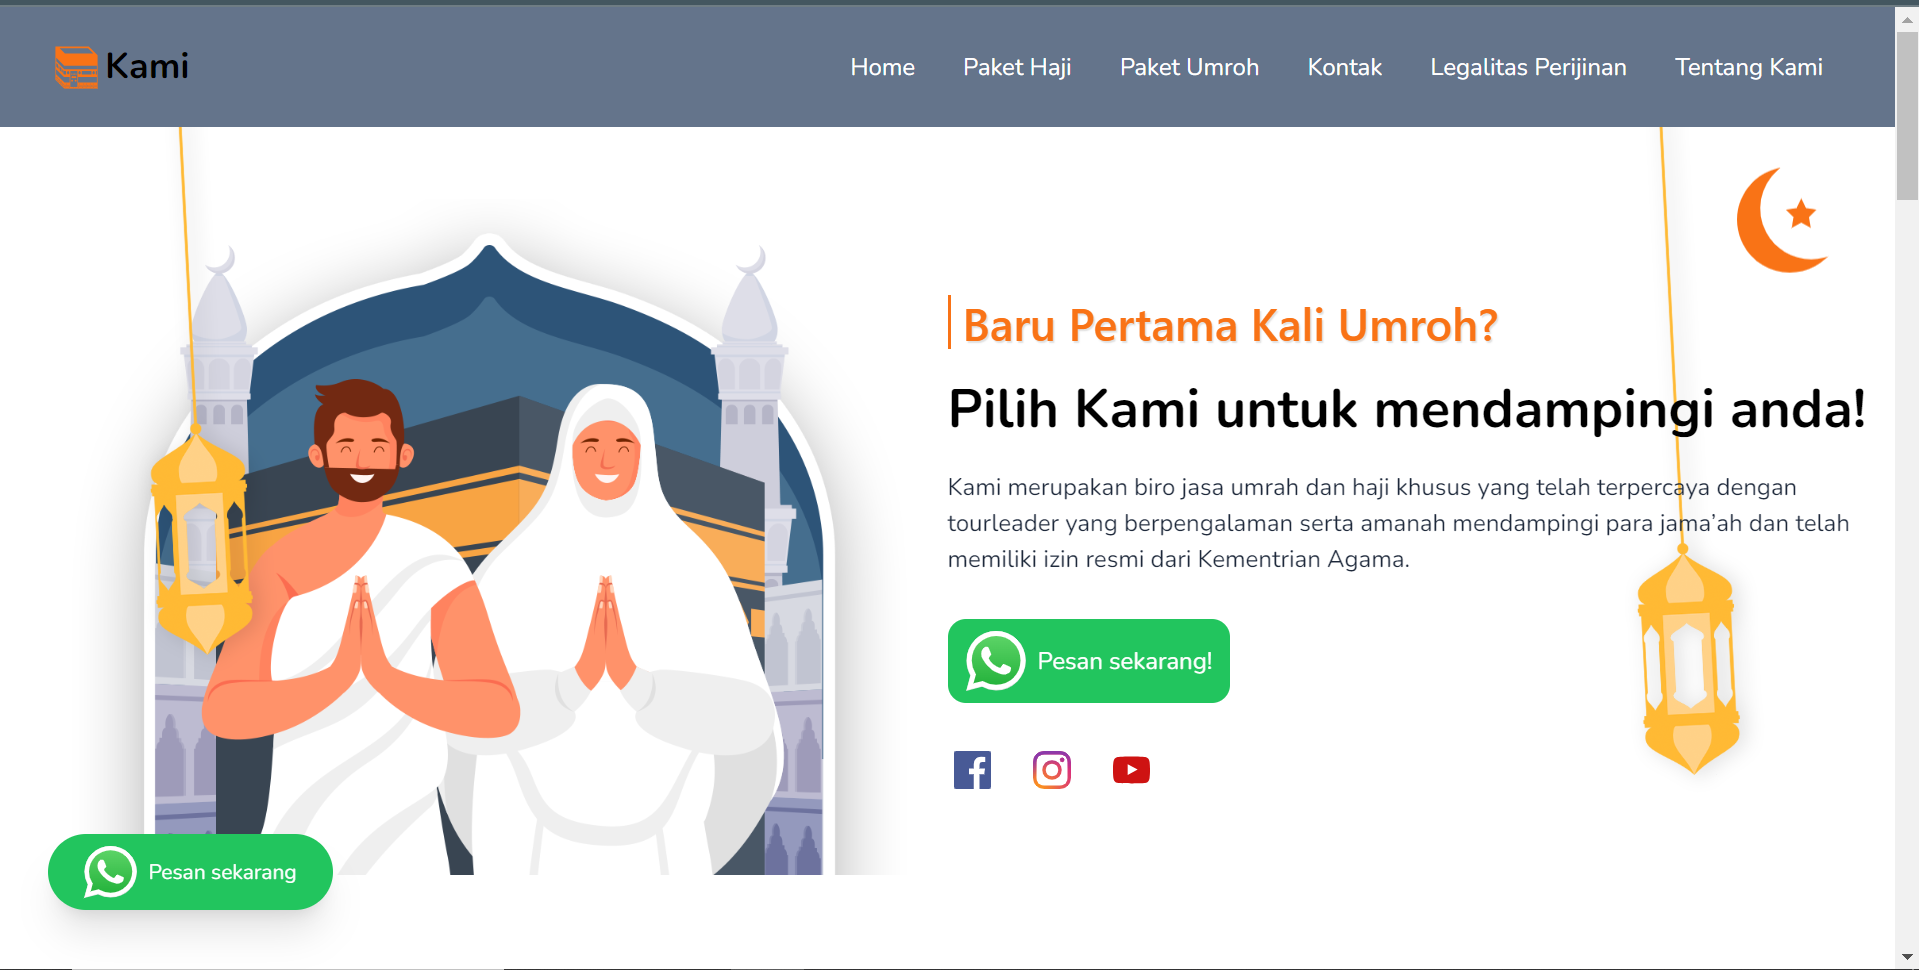 Kami
Home
Paket Haji
Paket Umroh
Kontak
Legalitas Perijinan
Tentang Kami
Baru Pertama Kali Umroh?
Pilih Kami untuk mendampingi anda!
Kami merupakan biro jasa umrah dan haji khusus yang telah terpercaya dengan
tourleader yang berpengalaman serta amanah mendampingi para jama’ah dan telah
memiliki izin resmi dari Kementrian Agama.
Pesan sekarang!
Pesan sekarang